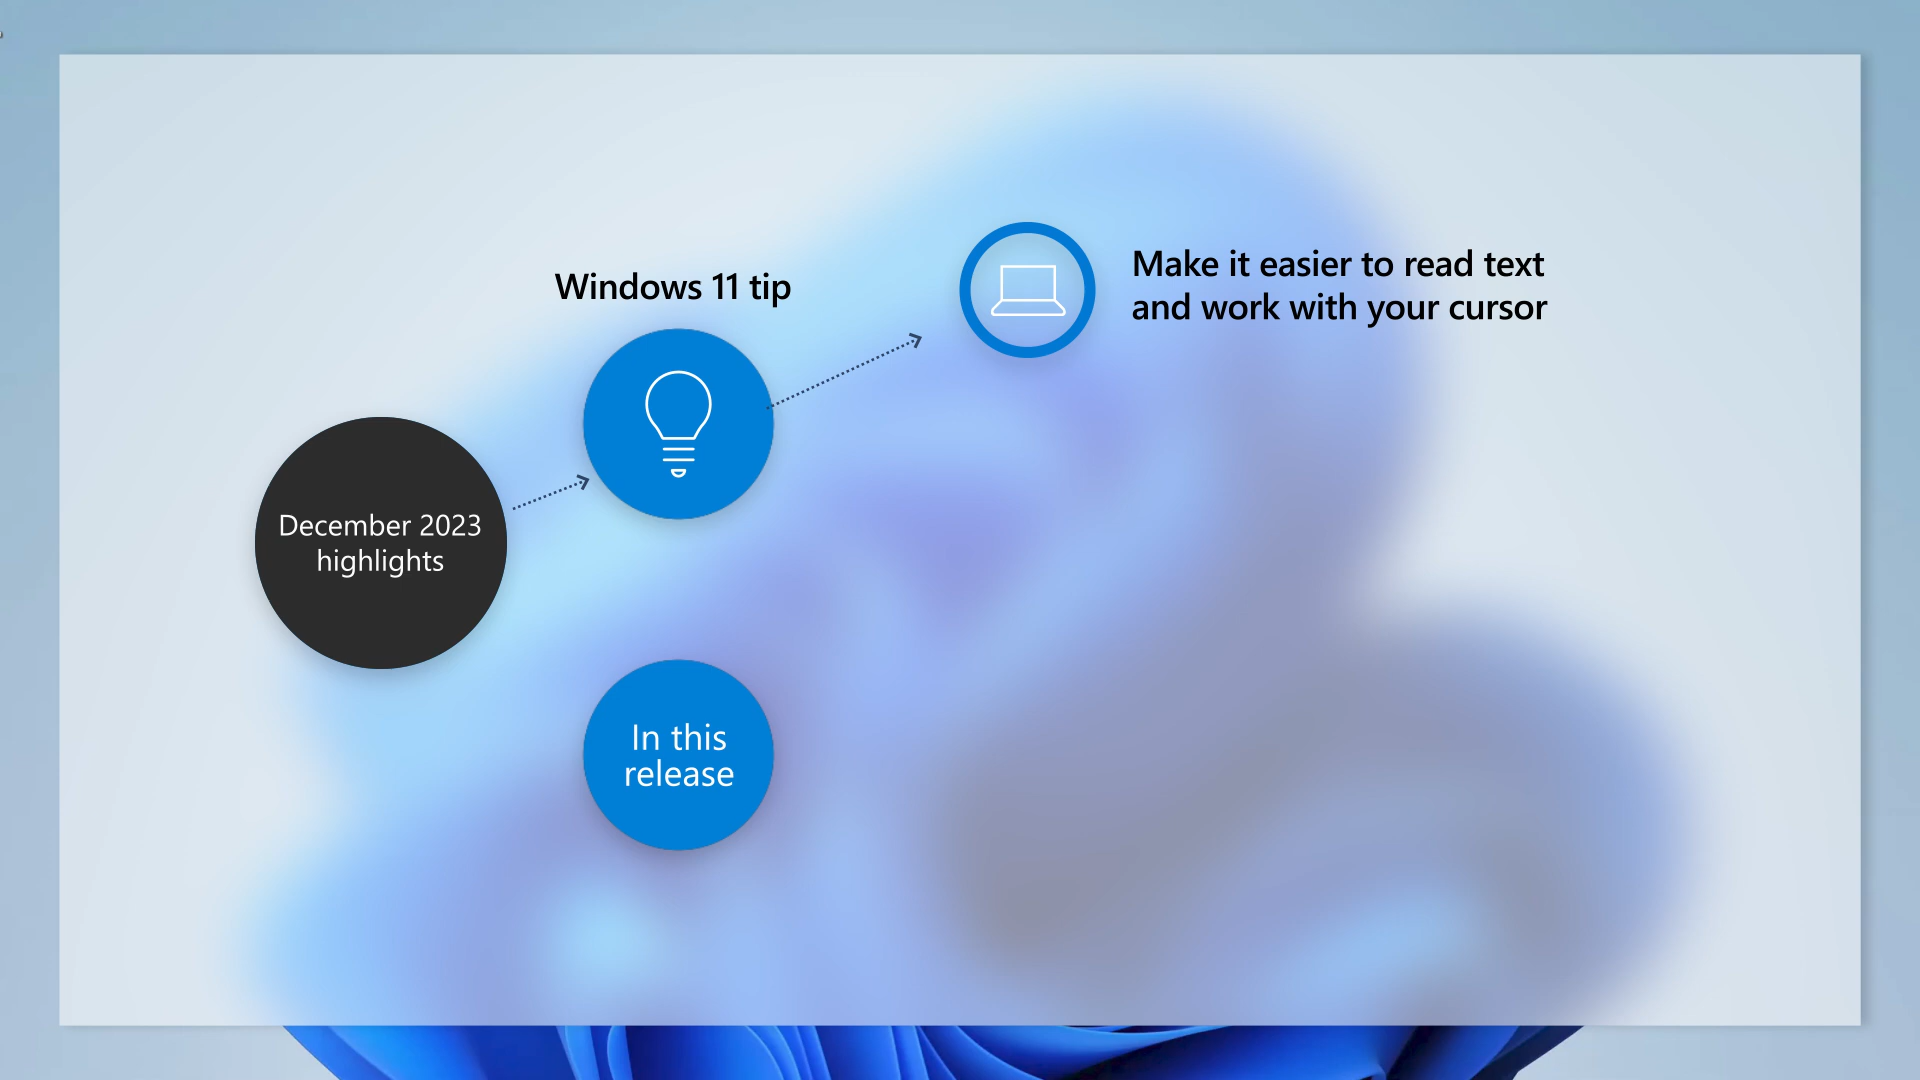 Windows 11 tip
Make it easier to read text
and work with your cursor
December 2023
highlights
In this
release